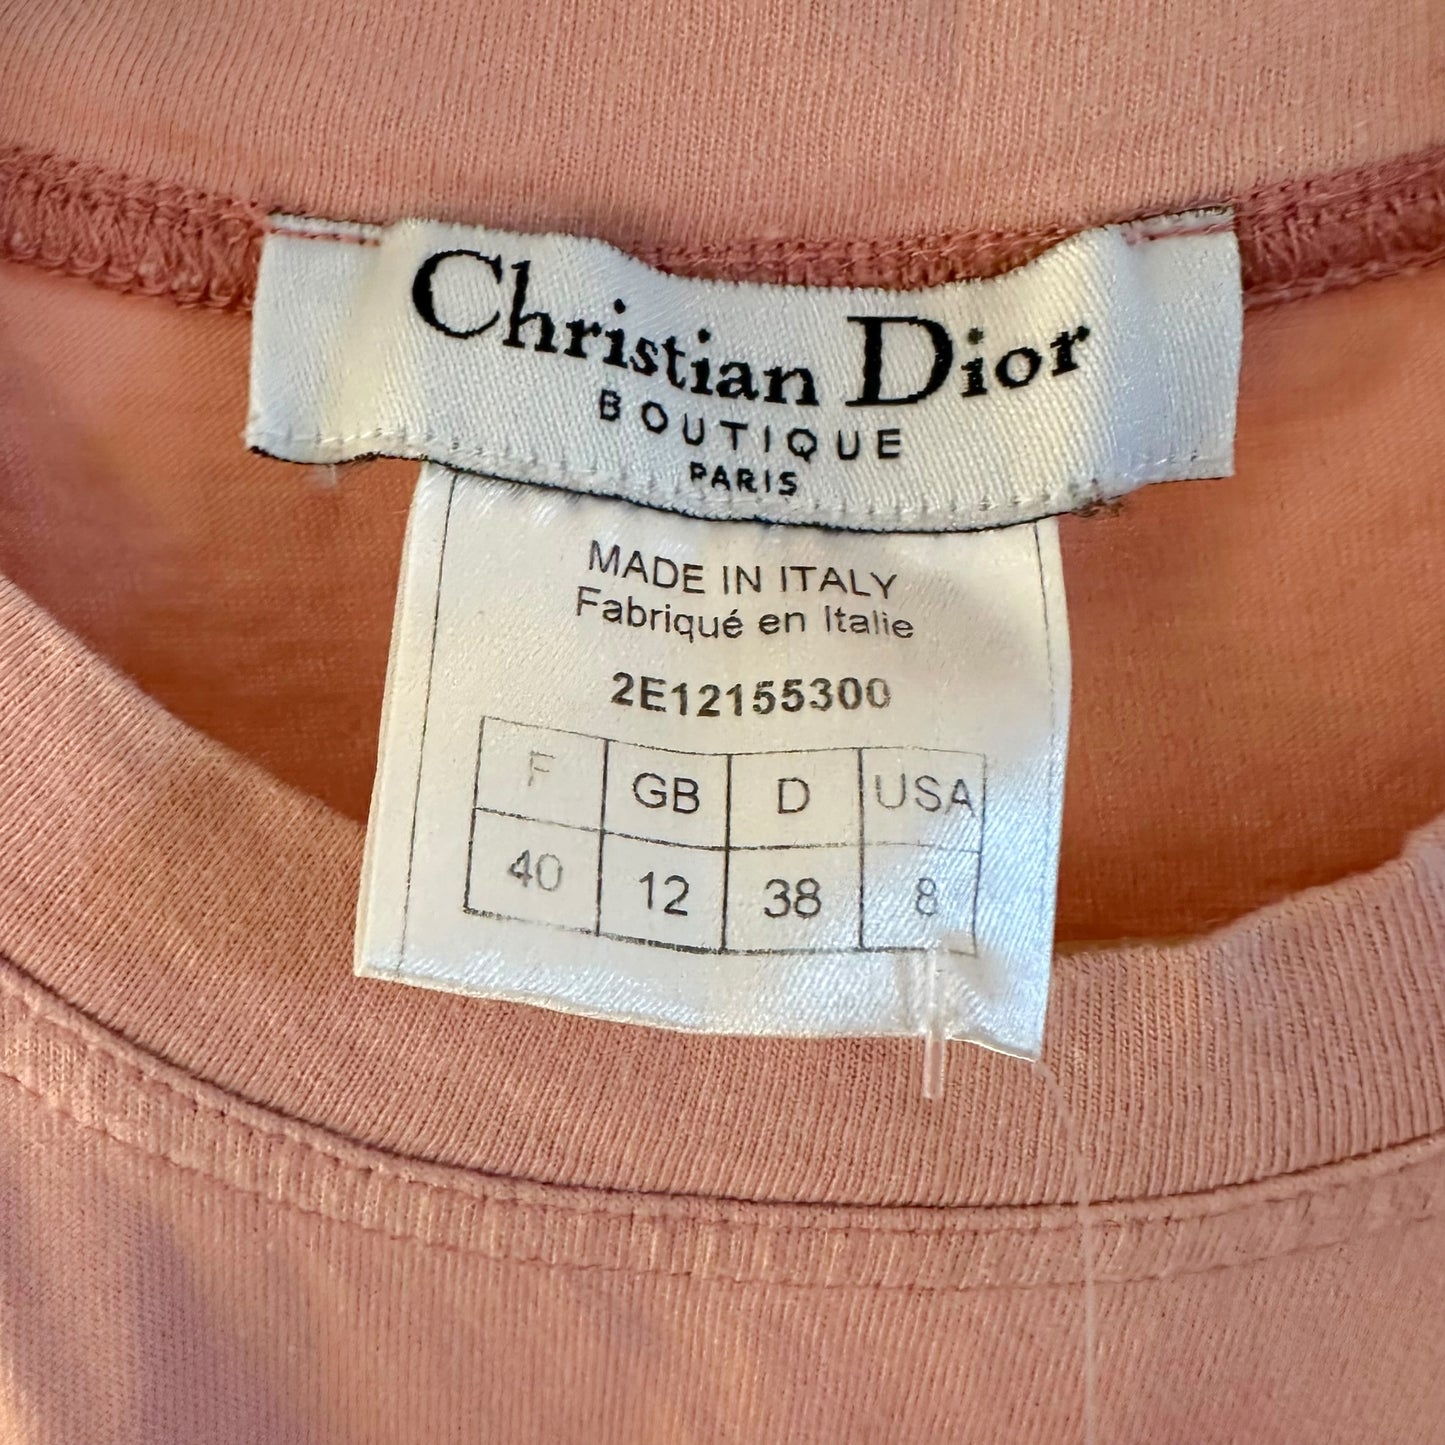 Christian Dior
BOUTIQUE
PARIS
MADE IN ITALY
Fabriqué en Italie
2E12155300
F GB D USA
40 12 38 8